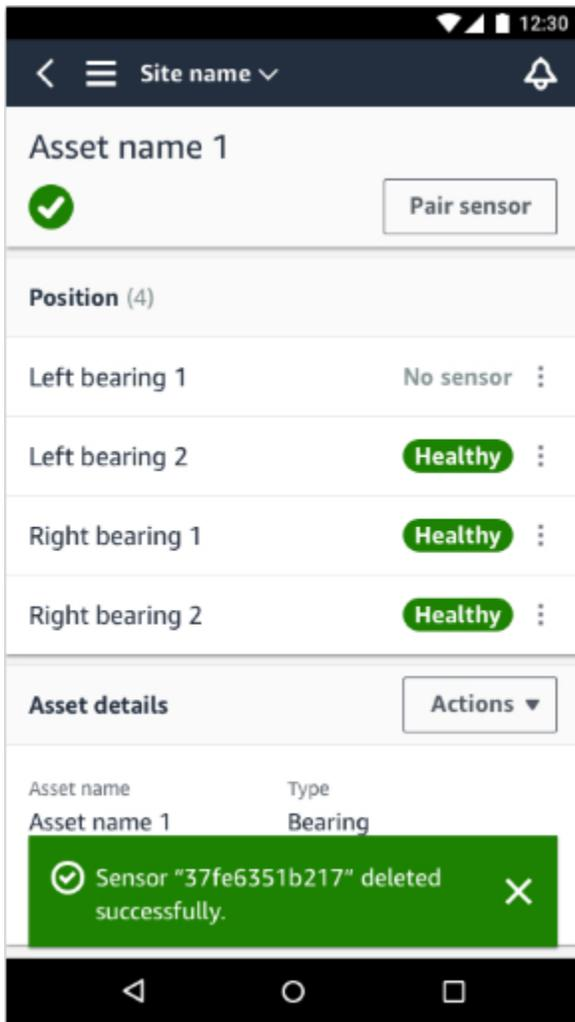 12:30
Site name
Asset name 1
Pair sensor
Position (4)
Left bearing 1 No sensor
Left bearing 2 Healthy
Right bearing 1 Healthy
Right bearing 2 Healthy
Asset details Actions
Asset name Type
Asset name 1 Bearing
Sensor “37fe6351b217” deleted
successfully.